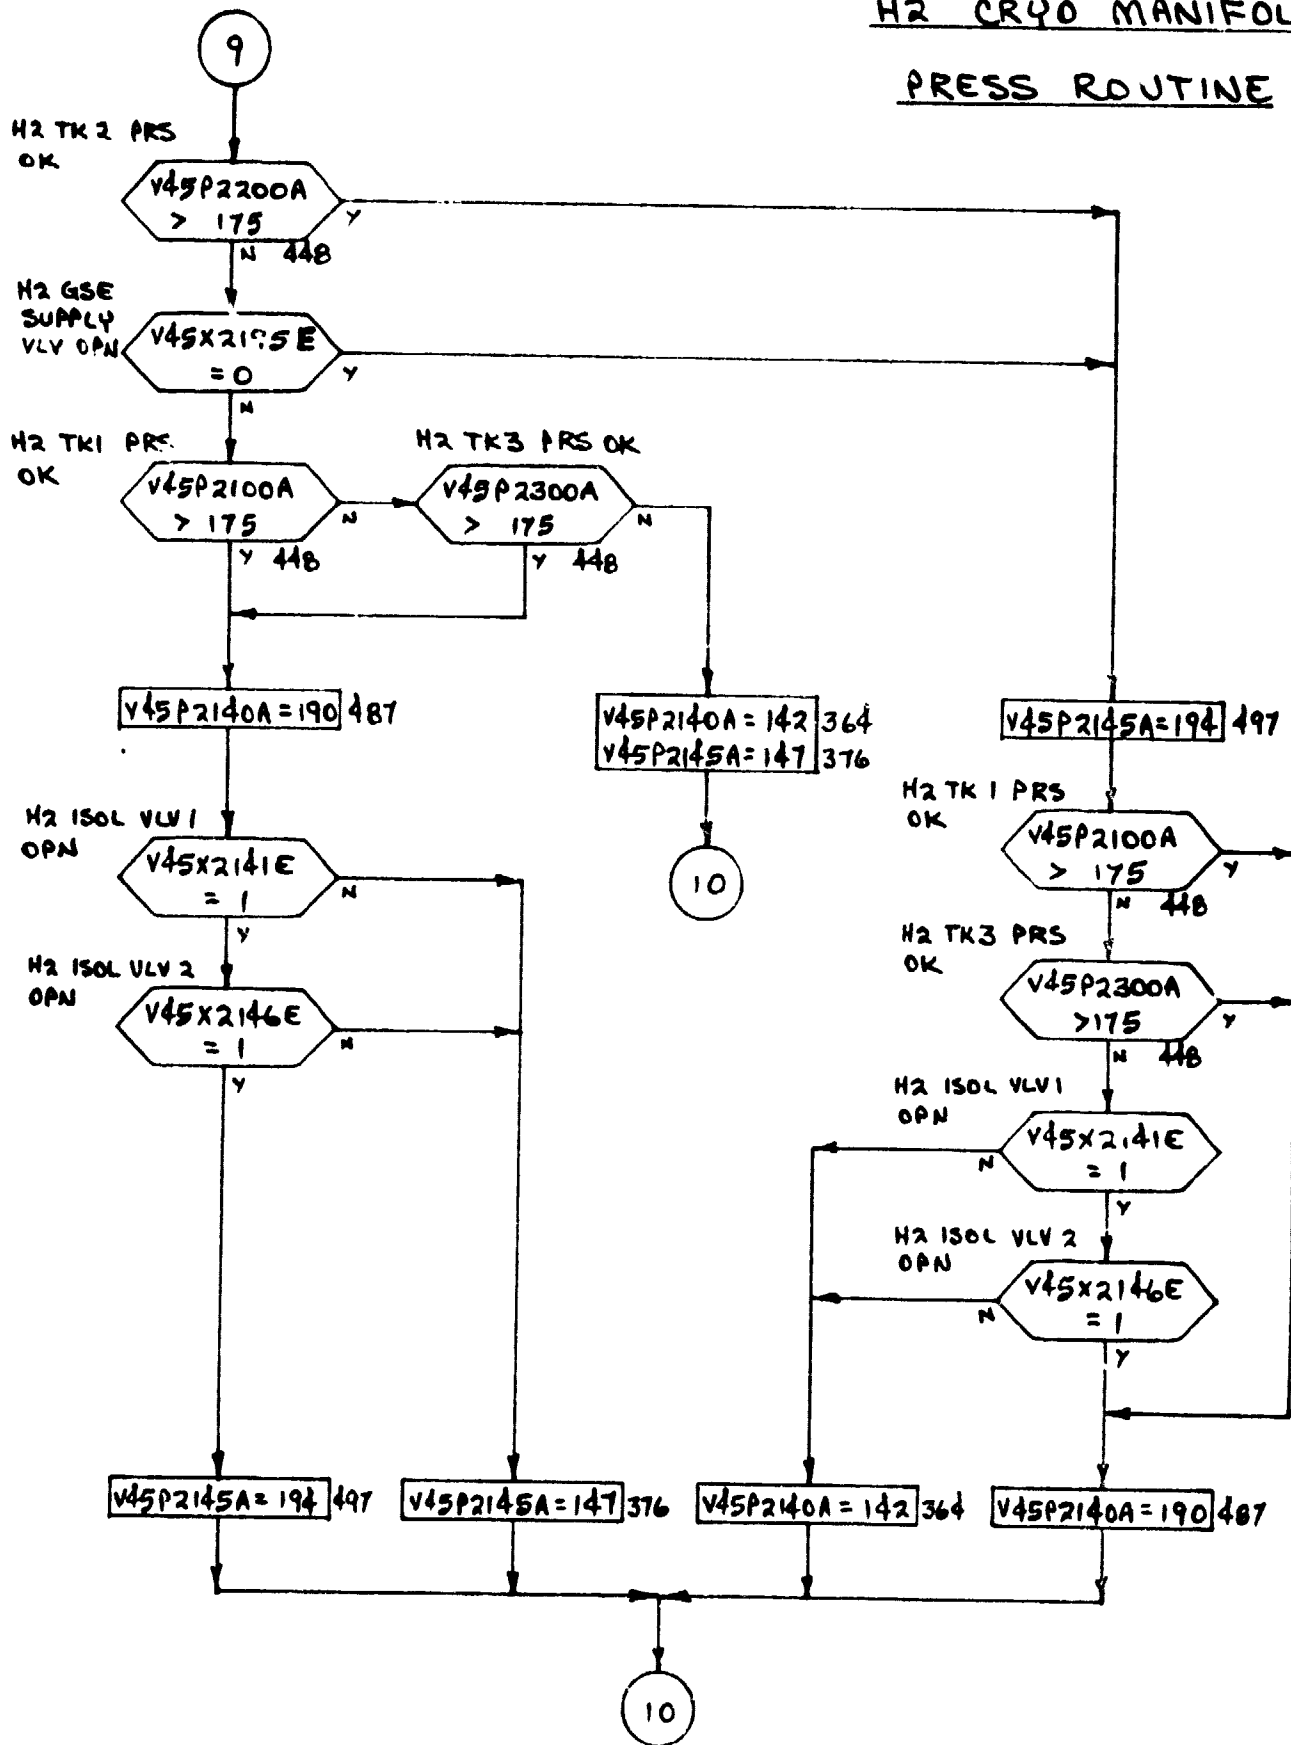 H2 CRYO MANIFOL
PRESS ROUTINE
9
H2 TK 2 PRS
OK
V45P2200A
> 175
Y
N 448
H2 GSE
SUPPLY
VLV OPN
= 0
Y
N
H2 TK1
OK
V45P2100A
> 175
N
Y 448
H2 TK3 PRS OK
V45P2300A
> 175
N
Y 448
V45P2140A = 190 487
V45P2140A = 142 364
V45P2145A = 147 376
10
V45P2145A = 194 497
H2 ISOL VLV 1
OPN
V45X2141E
= 1
N
Y
H2 ISOL VLV 2
OPN
V45X2146E
= 1
N
Y
H2 TK 1 PRS
OK
V45P2100A
> 175
Y
N 448
H2 TK3 PRS
OK
V45P2300A
>175
Y
N 448
H2 ISOL VLV 1
OPN
V45X2141E
= 1
N
Y
H2 ISOL VLV 2
OPN
V45X2146E
= 1
N
Y
V45P2145A = 194 497
V45P2145A = 147 376
V45P2140A = 142 364
V45P2140A = 190 487
10